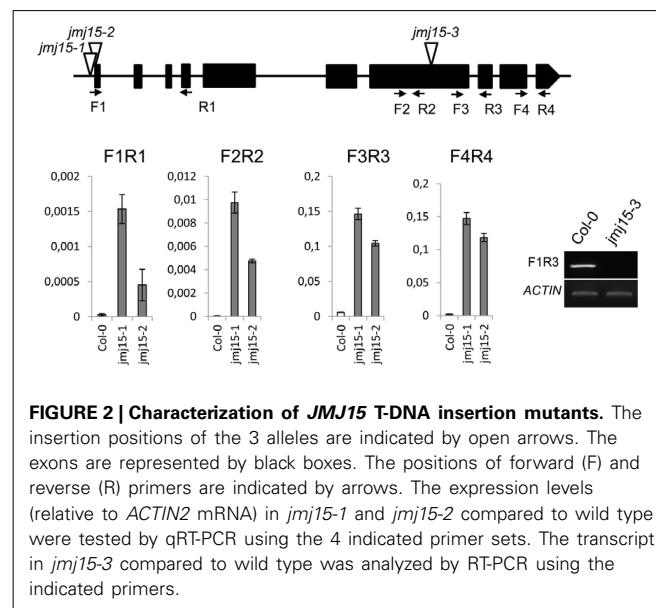 jmj15-2
jmj15-1
jmj15-3
F1
R1
F2
R2
F3
R3
F4
R4
F1R1
F2R2
F3R3
F4R4
0,002
0,0015
0,001
0,0005
0
Col-0
jmj15-1
jmj15-2
0,012
0,01
0,008
0,006
0,004
0,002
0
Col-0
jmj15-1
jmj15-2
0,2
0,15
0,1
0,05
0
Col-0
jmj15-1
jmj15-2
0,2
0,15
0,1
0,05
0
Col-0
jmj15-1
jmj15-2
Col-0
jmj15-3
F1R3
ACTIN
FIGURE 2 | Characterization of JMJ15 T-DNA insertion mutants. The
insertion positions of the 3 alleles are indicated by open arrows. The
exons are represented by black boxes. The positions of forward (F) and
reverse (R) primers are indicated by arrows. The expression levels
(relative to ACTIN2 mRNA) in jmj15-1 and jmj15-2 compared to wild type
were tested by qRT-PCR using the 4 indicated primer sets. The transcript
in jmj15-3 compared to wild type was analyzed by RT-PCR using the
indicated primers.